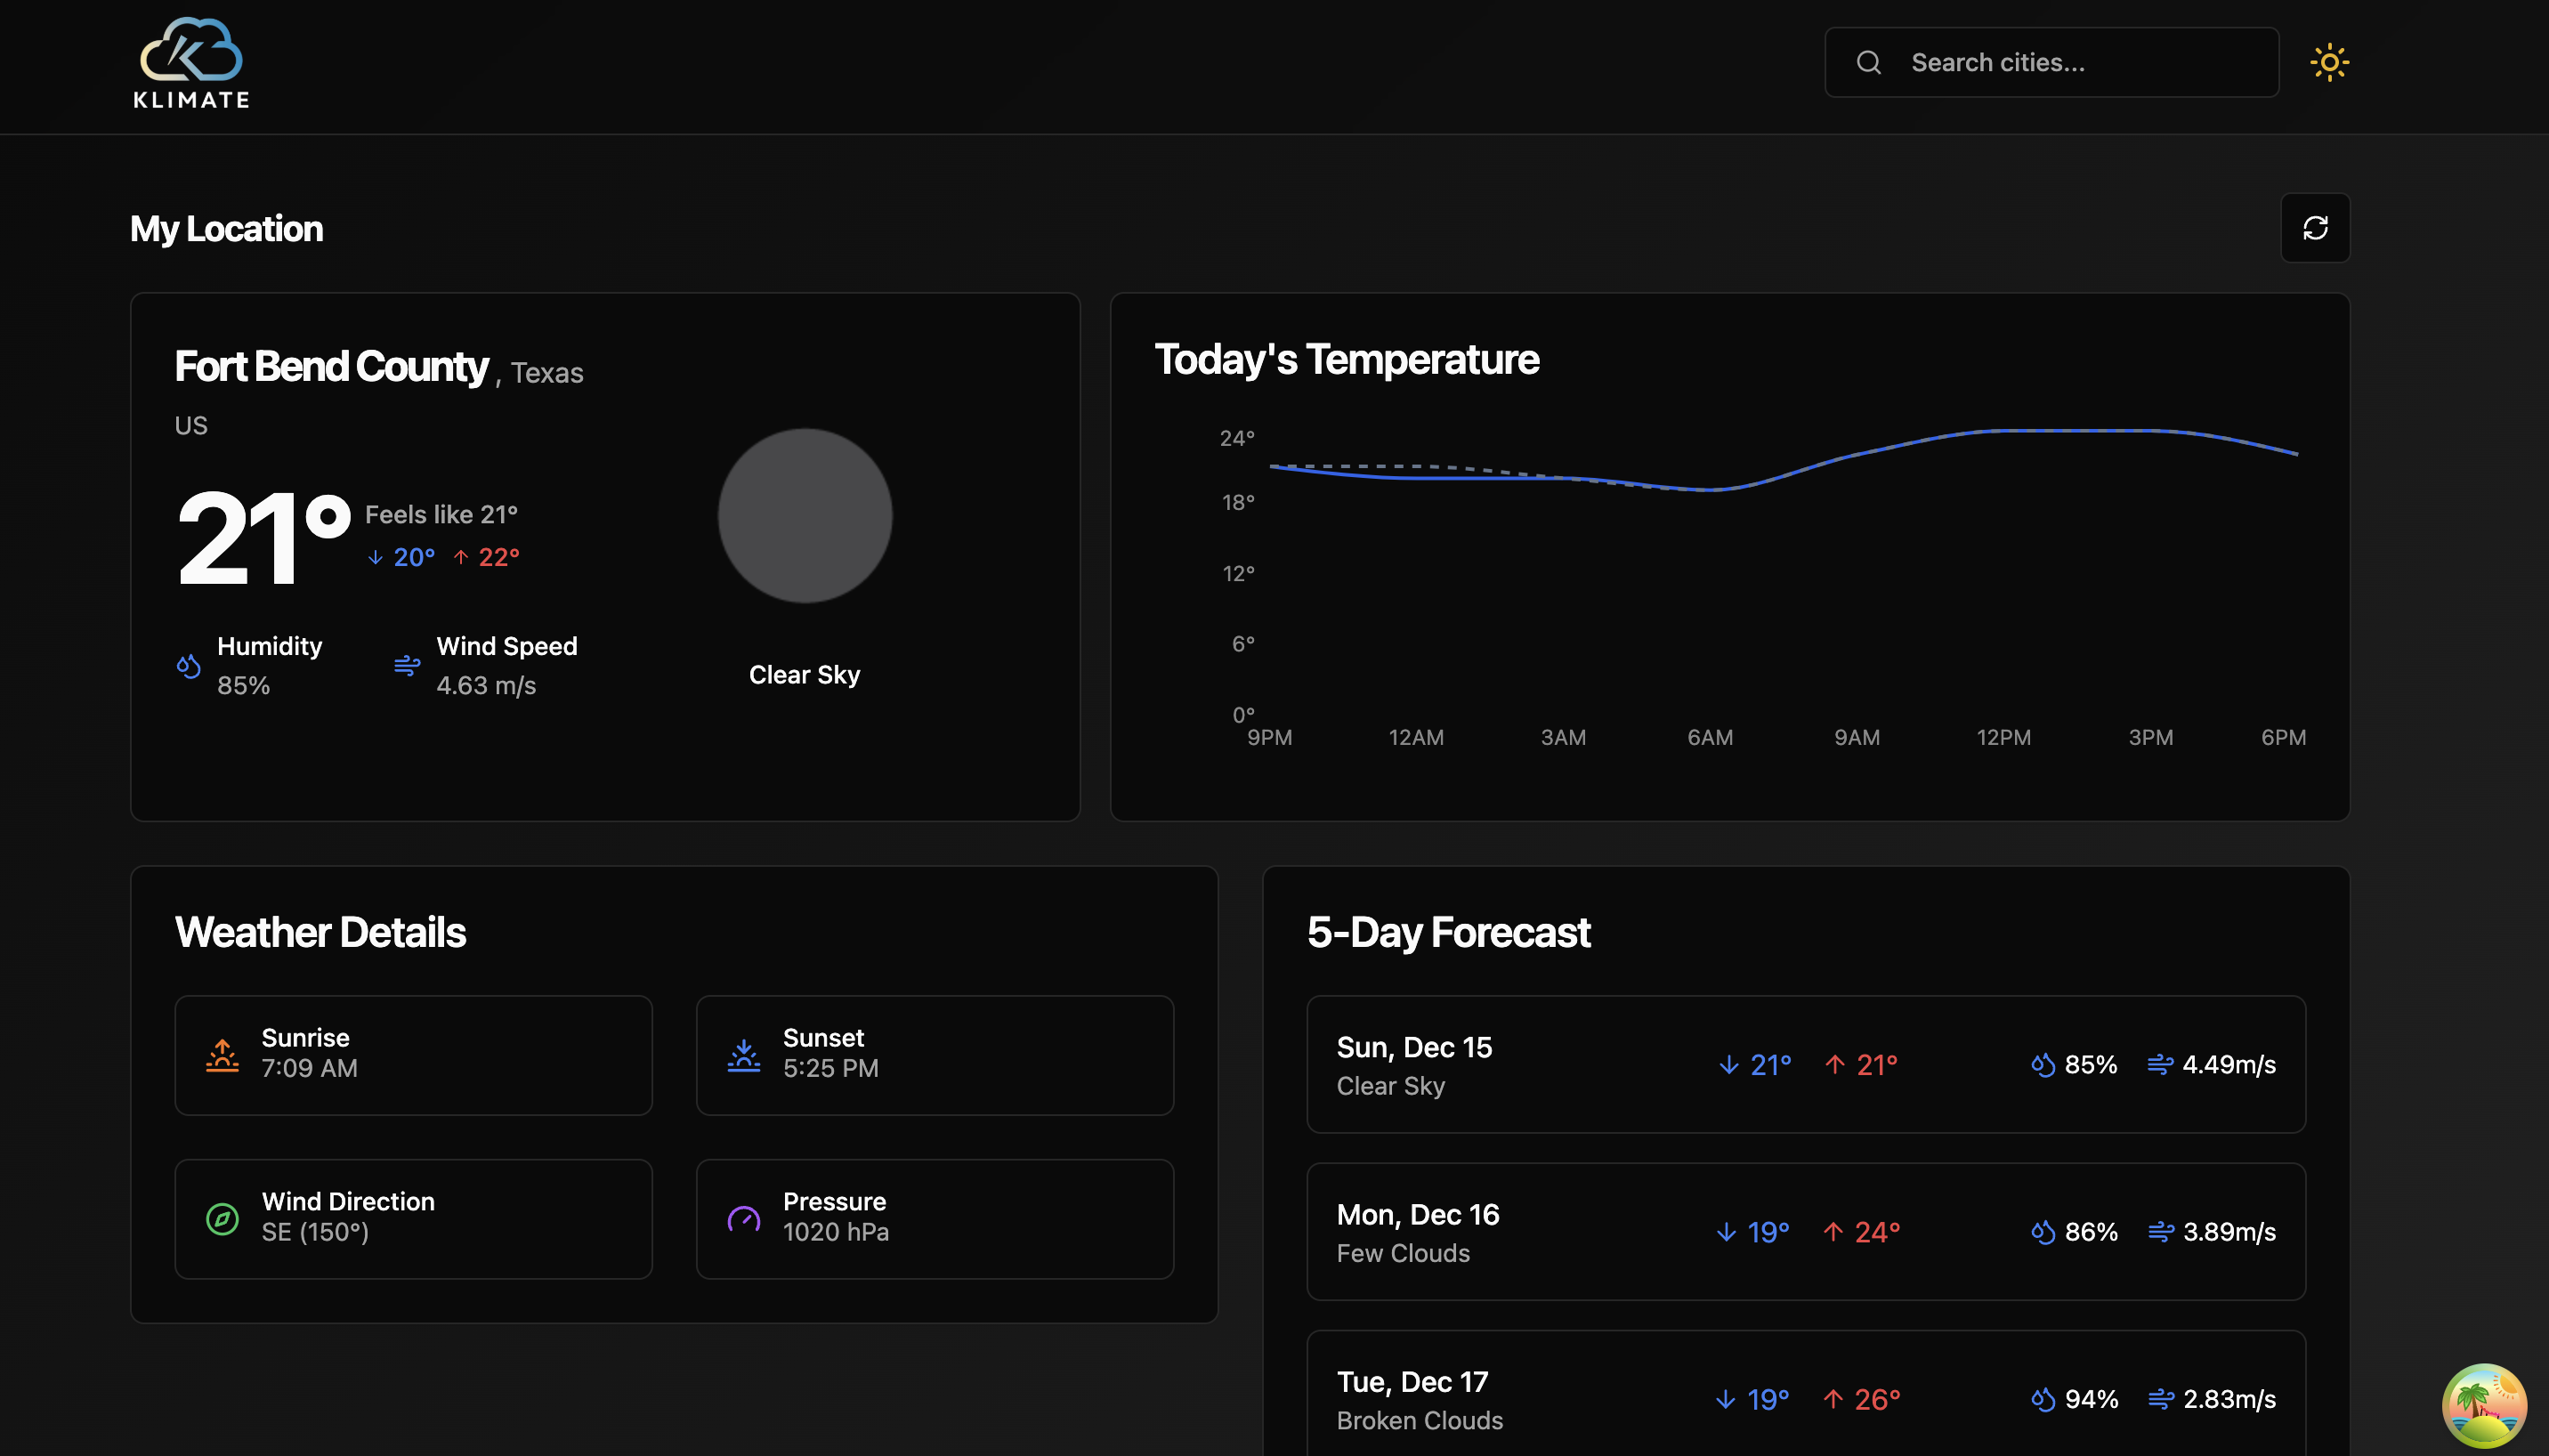 KLIMATE
Search cities...
My Location
Fort Bend County , Texas
US
21°
Feels like 21°
↓ 20° ↑ 22°
Humidity
85%
Wind Speed
4.63 m/s
Clear Sky
Today's Temperature
24°
18°
12°
6°
0°
9PM 12AM 3AM 6AM 9AM 12PM 3PM 6PM
Weather Details
Sunrise
7:09 AM
Sunset
5:25 PM
Wind Direction
SE (150°)
Pressure
1020 hPa
5-Day Forecast
Sun, Dec 15
Clear Sky
↓ 21° ↑ 21°
85% 4.49m/s
Mon, Dec 16
Few Clouds
↓ 19° ↑ 24°
86% 3.89m/s
Tue, Dec 17
Broken Clouds
↓ 19° ↑ 26°
94% 2.83m/s